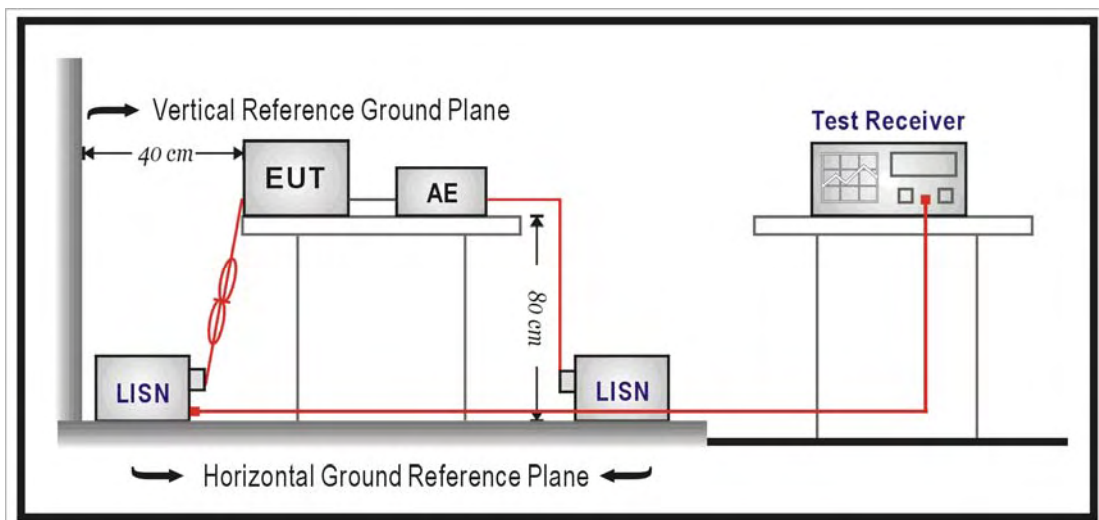 Vertical Reference Ground Plane
40 cm
EUT
AE
Test Receiver
80 cm
LISN
LISN
Horizontal Ground Reference Plane